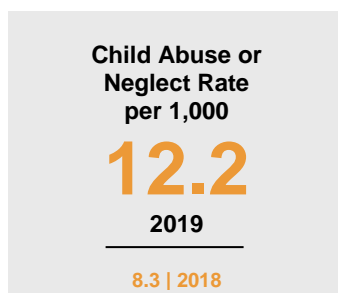 Child Abuse or
Neglect Rate
per 1,000
12.2
2019
8.3 | 2018